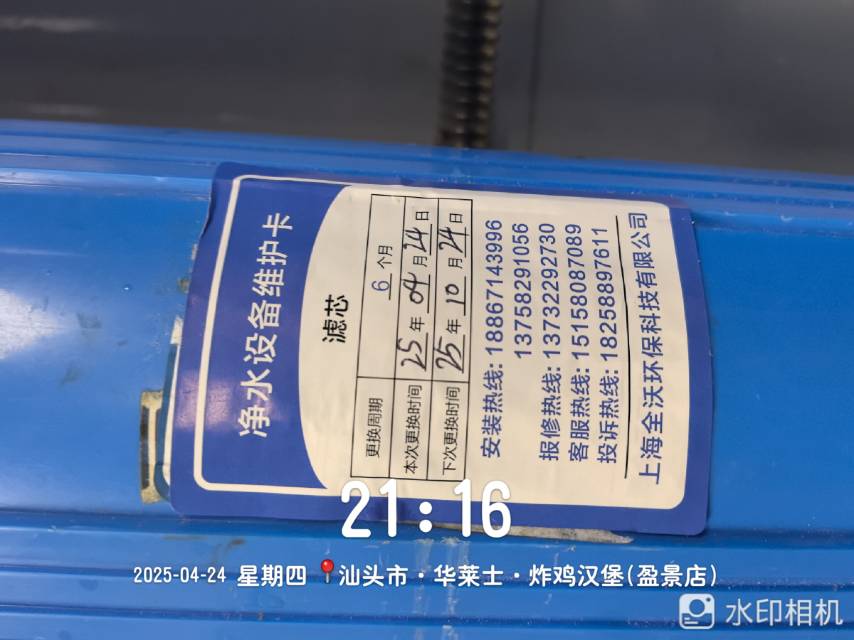 净水设备维护卡
滤芯
更换周期 6 个月
本次更换时间 25 年 04 月 24 日
下次更换时间 25 年 10 月 24 日
安装热线: 18867143996
13758291056
报修热线: 13732292730
客服热线: 15158087089
投诉热线: 18258897611
上海全沃环保科技有限公司
21:16
2025-04-24 星期四 📍汕头市·华莱士·炸鸡汉堡(盈景店)
水印相机